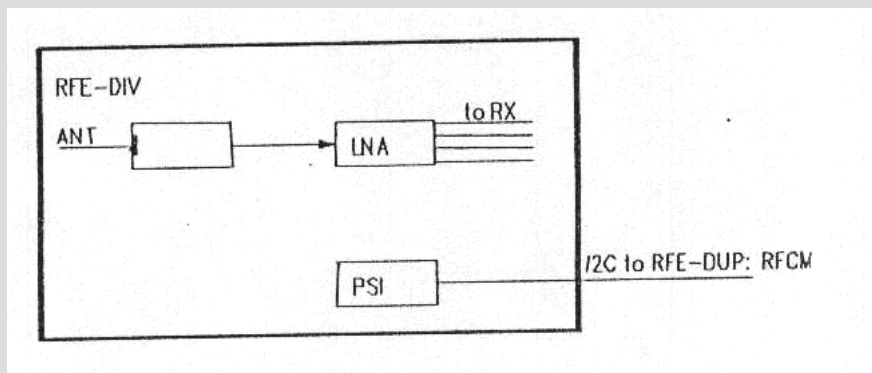 RFE-DIV
to RX
ANT
LNA
I2C to RFE-DUP: RFCM
PSI